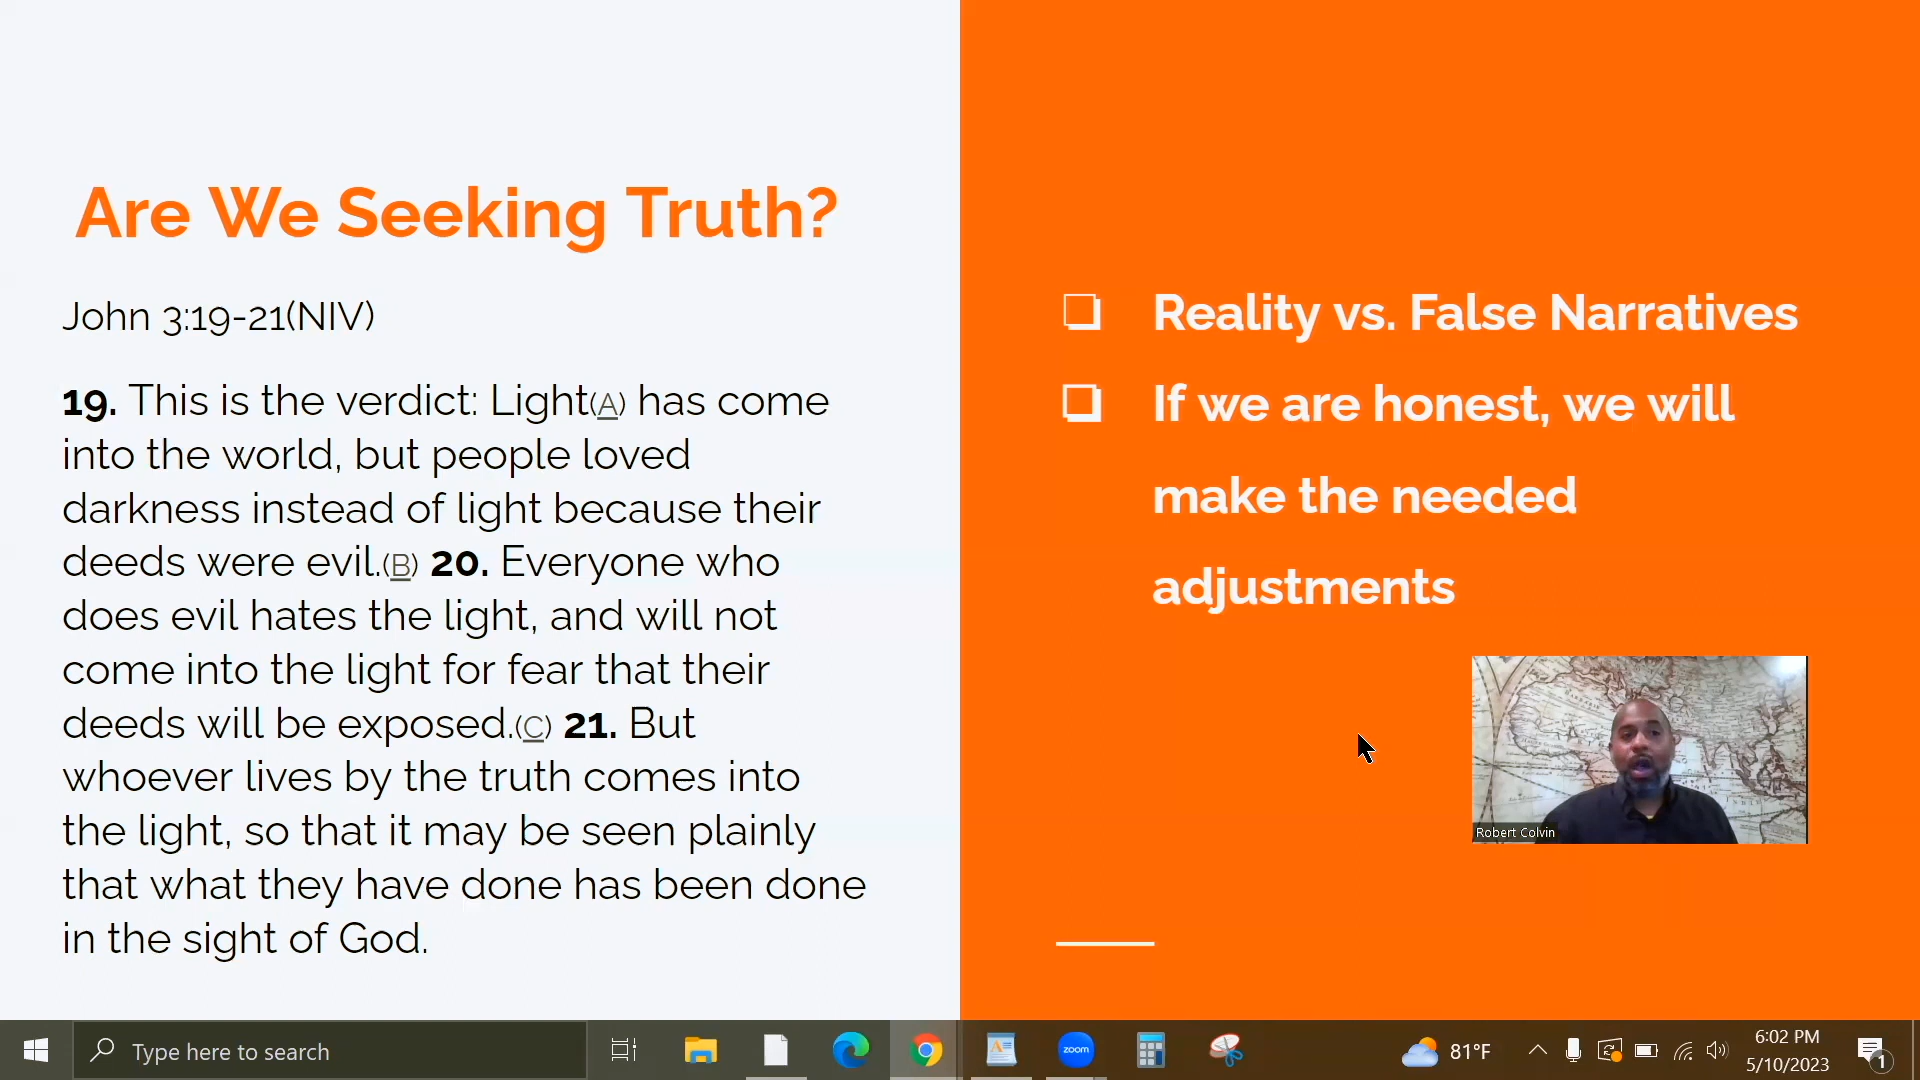 Are We Seeking Truth?
John 3:19-21(NIV)
19. This is the verdict: Light(A) has come
into the world, but people loved
darkness instead of light because their
deeds were evil.(B) 20. Everyone who
does evil hates the light, and will not
come into the light for fear that their
deeds will be exposed.(C) 21. But
whoever lives by the truth comes into
the light, so that it may be seen plainly
that what they have done has been done
in the sight of God.
Reality vs. False Narratives
If we are honest, we will
make the needed
adjustments
Robert Colvin
Type here to search
zoom
81°F
6:02 PM
5/10/2023
1